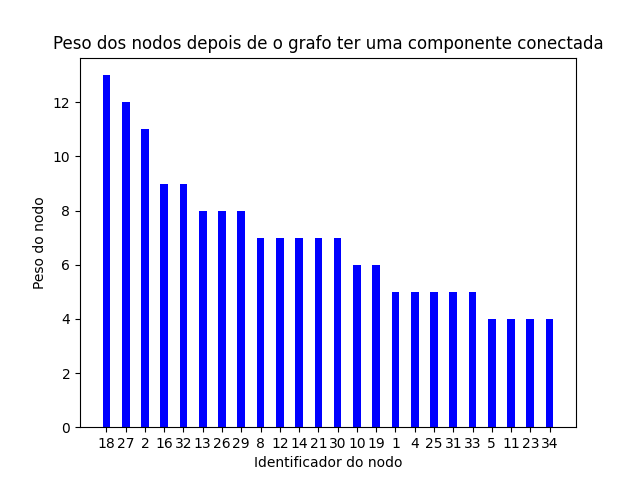 Peso dos nodos depois de o grafo ter uma componente conectada
Peso do nodo
12
10
8
6
4
2
0
18 27 2 16 32 13 26 29 8 12 14 21 30 10 19 1 4 25 31 33 5 11 23 34
Identificador do nodo